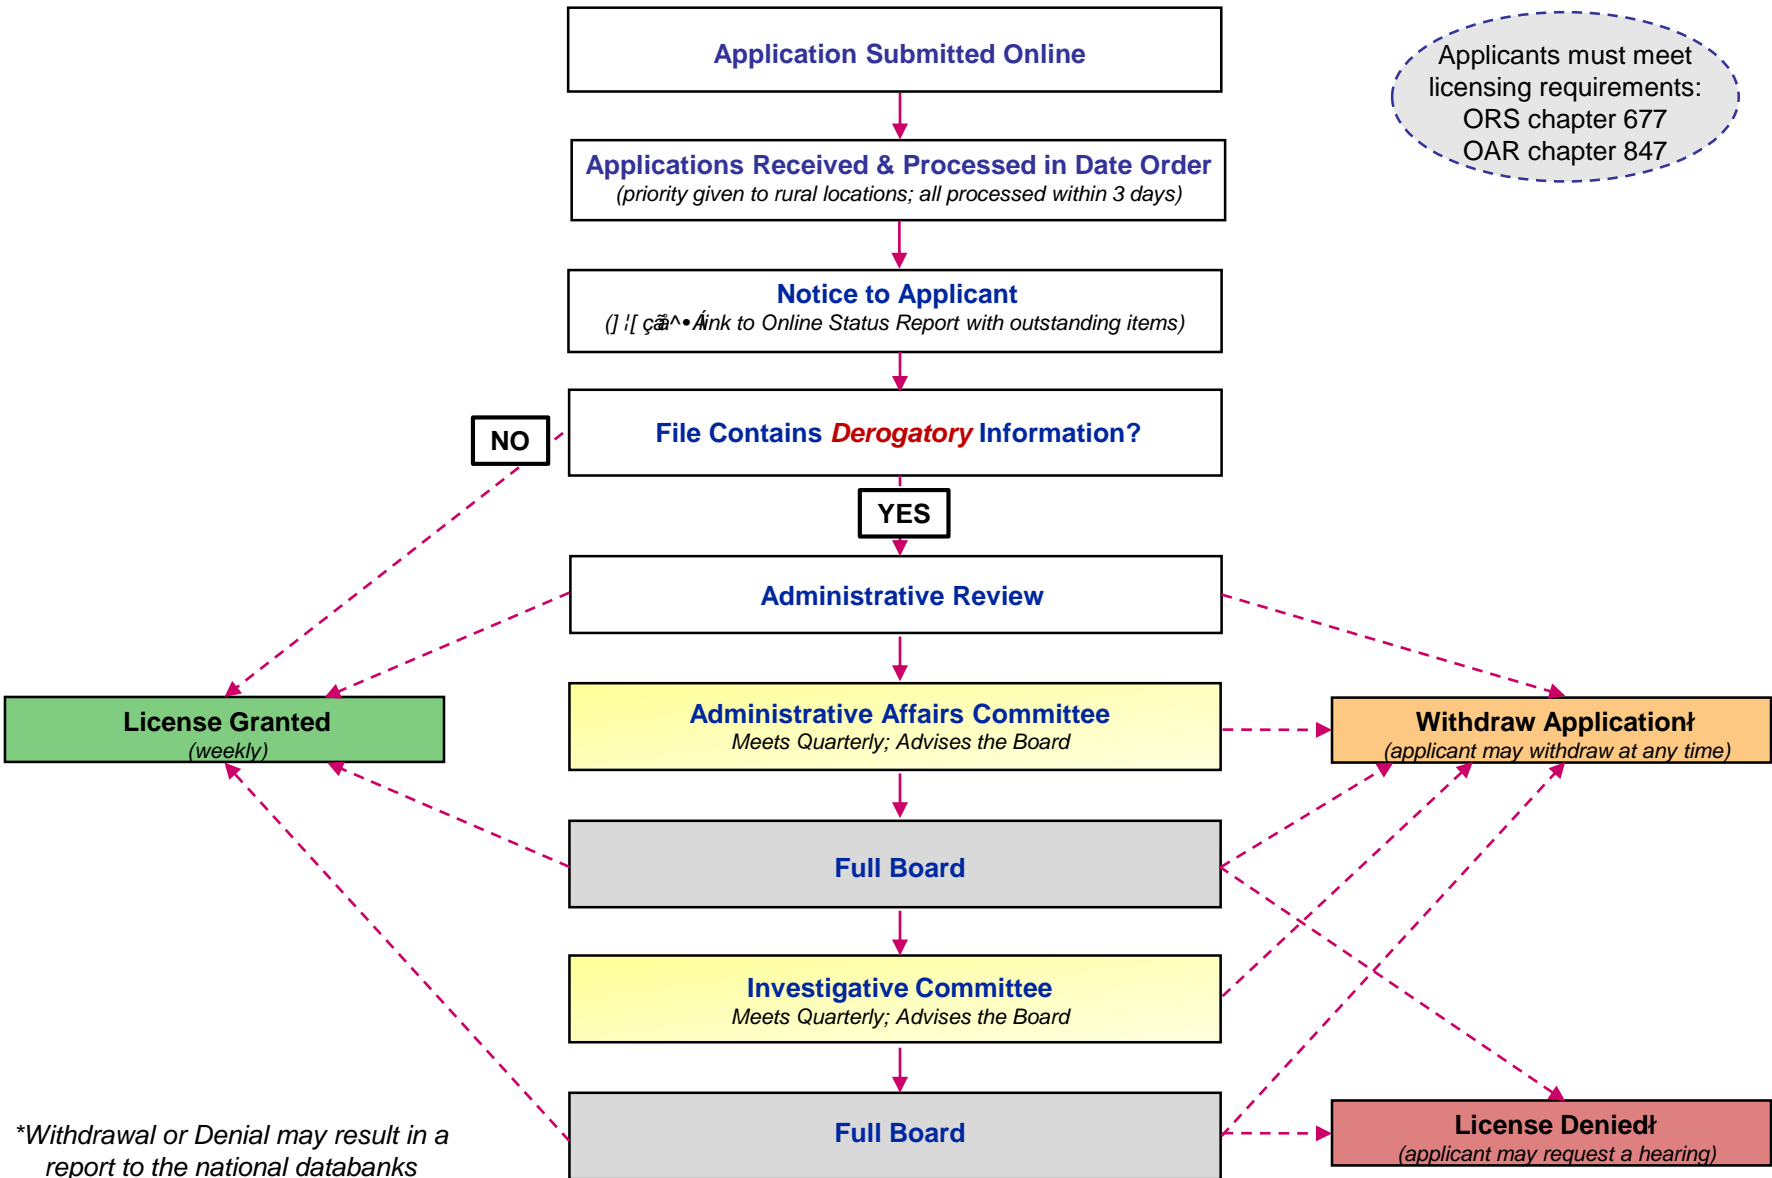 Application Submitted Online
Applicants must meet
licensing requirements:
ORS chapter 677
OAR chapter 847
Applications Received & Processed in Date Order
(priority given to rural locations; all processed within 3 days)
Notice to Applicant
link to Online Status Report with outstanding items)
File Contains Derogatory Information?
NO
YES
Administrative Review
License Granted
(weekly)
Administrative Affairs Committee
Meets Quarterly; Advises the Board
Withdraw Applicationł
(applicant may withdraw at any time)
Full Board
Investigative Committee
Meets Quarterly; Advises the Board
Full Board
License Deniedł
(applicant may request a hearing)
*Withdrawal or Denial may result in a
report to the national databanks